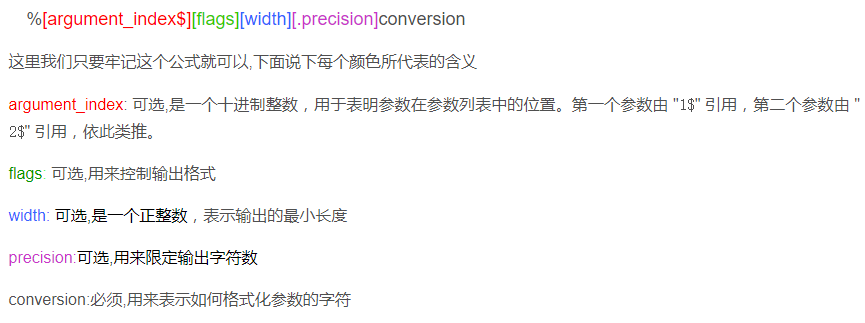 %[argument_index$][flags][width][.precision]conversion
这里我们只要牢记这个公式就可以,下面说下每个颜色所代表的含义
argument_index: 可选,是一个十进制整数，用于表明参数在参数列表中的位置。第一个参数由 "1$" 引用，第二个参数由 "
2$" 引用，依此类推。
flags: 可选,用来控制输出格式
width: 可选,是一个正整数，表示输出的最小长度
precision:可选,用来限定输出字符数
conversion:必须,用来表示如何格式化参数的字符